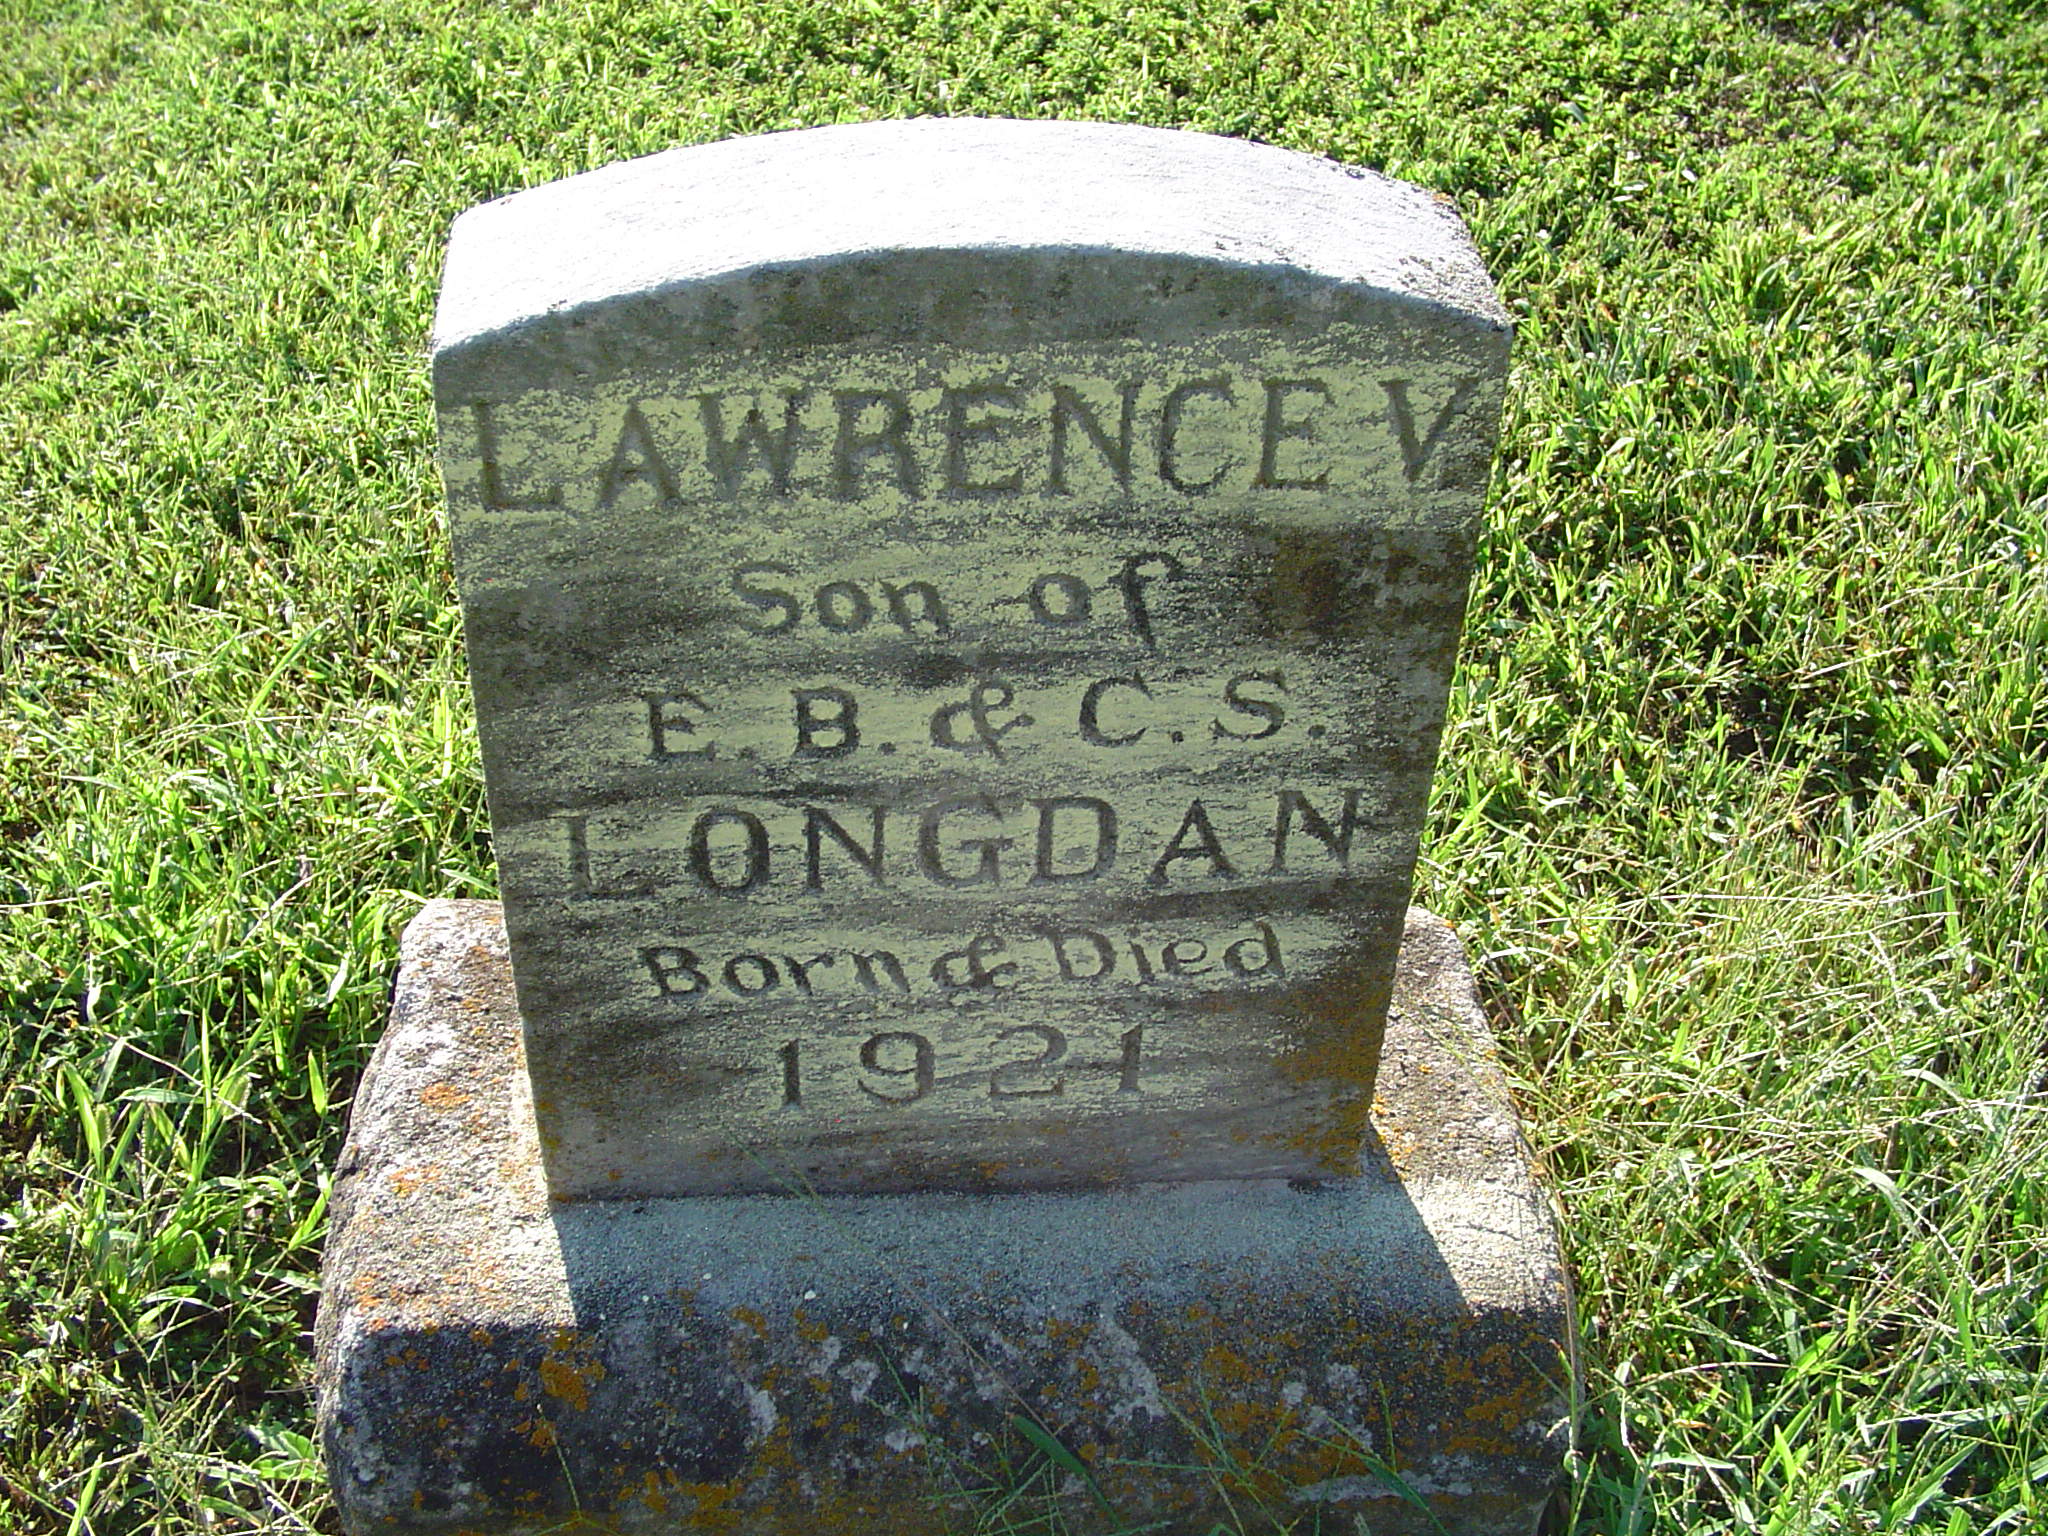 LAWRENCE V
Son of
E. B. & C. S.
LONGDAN
Born & Died
1921